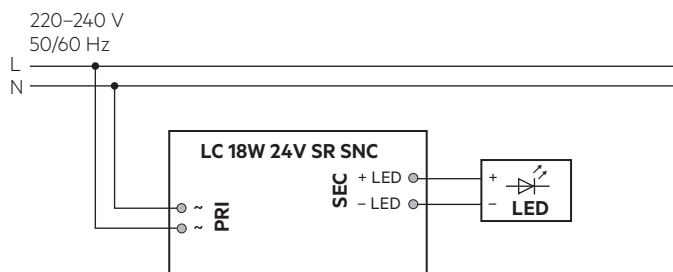 220–240 V
50/60 Hz
L
N
LC 18W 24V SR SNC
PRI
~
~
SEC
+ LED
– LED
+
–
LED